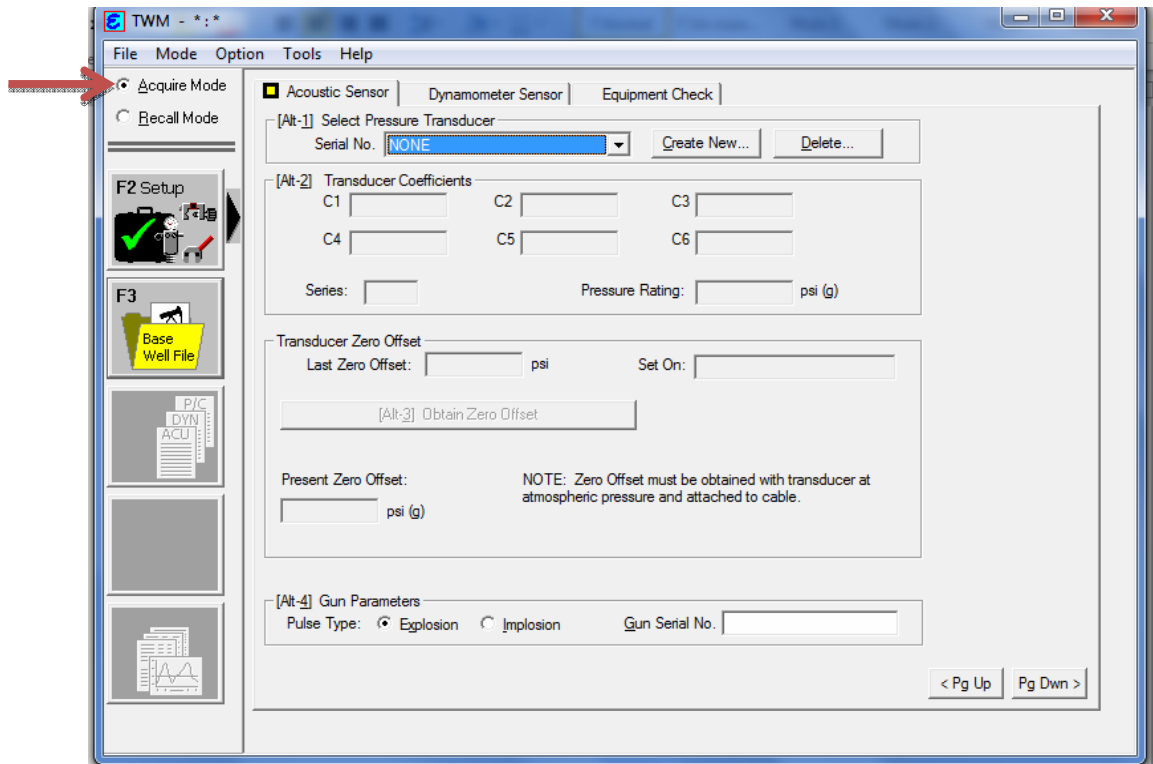 TWM - *:*
File Mode Option Tools Help
Acquire Mode
Recall Mode
F2 Setup
F3
Base
Well File
P/C
DYN
ACU
Acoustic Sensor Dynamometer Sensor Equipment Check
[Alt-1] Select Pressure Transducer
Serial No. NONE Create New... Delete...
[Alt-2] Transducer Coefficients
C1 C2 C3
C4 C5 C6
Series: Pressure Rating: psi (g)
Transducer Zero Offset
Last Zero Offset: psi Set On:
[Alt-3] Obtain Zero Offset
Present Zero Offset:
psi (g)
NOTE: Zero Offset must be obtained with transducer at
atmospheric pressure and attached to cable.
[Alt-4] Gun Parameters
Pulse Type: Explosion Implosion Gun Serial No.
< Pg Up Pg Dwn >